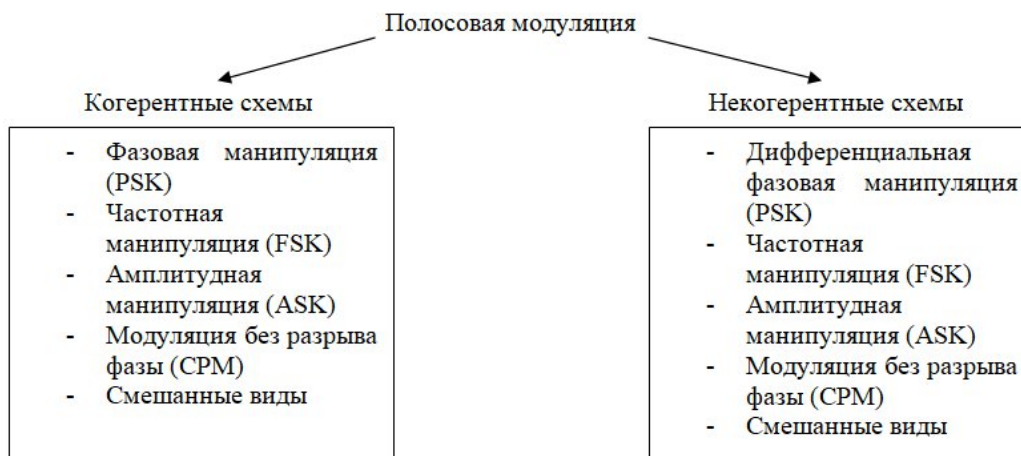 Полосовая модуляция
Когерентные схемы
- Фазовая манипуляция
(PSK)
- Частотная
манипуляция (FSK)
- Амплитудная
манипуляция (ASK)
- Модуляция без разрыва
фазы (CPM)
- Смешанные виды
Некогерентные схемы
- Дифференциальная
фазовая манипуляция
(PSK)
- Частотная
манипуляция (FSK)
- Амплитудная
манипуляция (ASK)
- Модуляция без разрыва
фазы (CPM)
- Смешанные виды